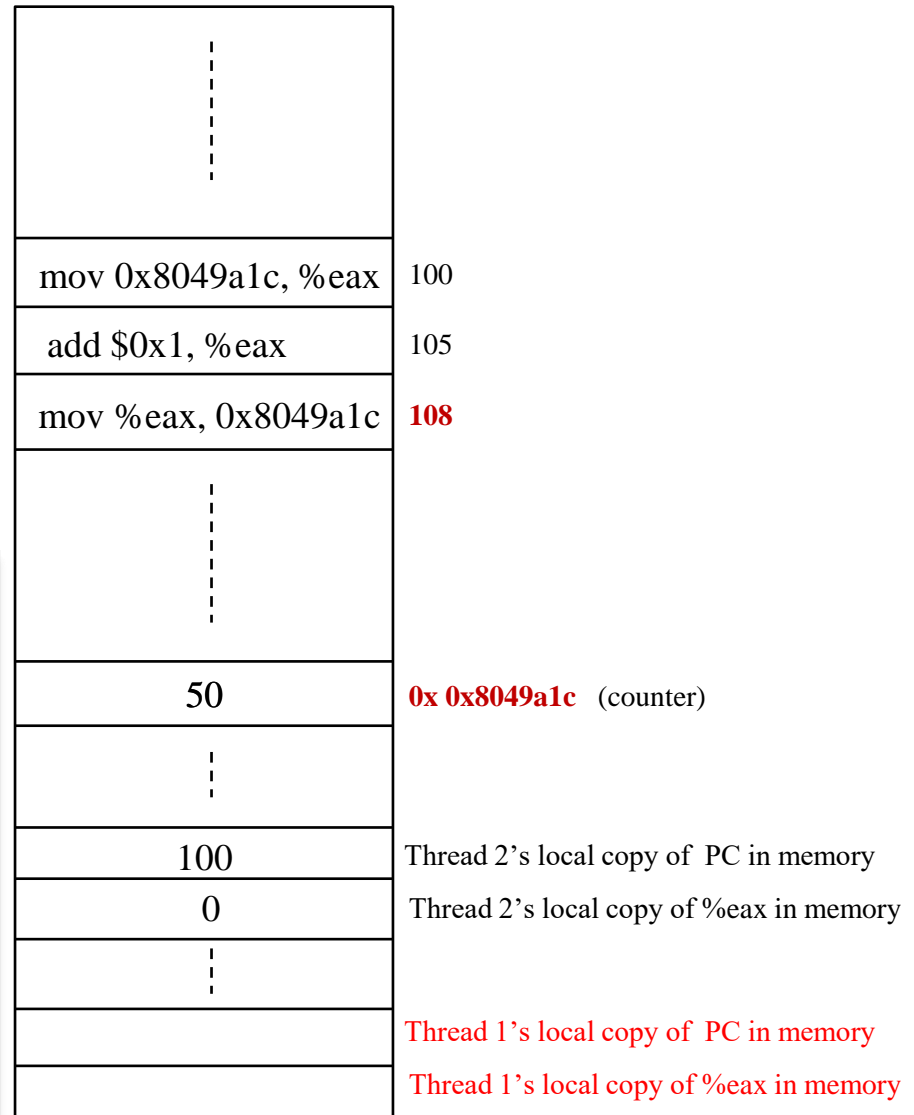 mov 0x8049a1c, %eax 100
add $0x1, %eax 105
mov %eax, 0x8049a1c 108
50 0x 0x8049a1c (counter)
100 Thread 2’s local copy of PC in memory
0 Thread 2’s local copy of %eax in memory
Thread 1’s local copy of PC in memory
Thread 1’s local copy of %eax in memory